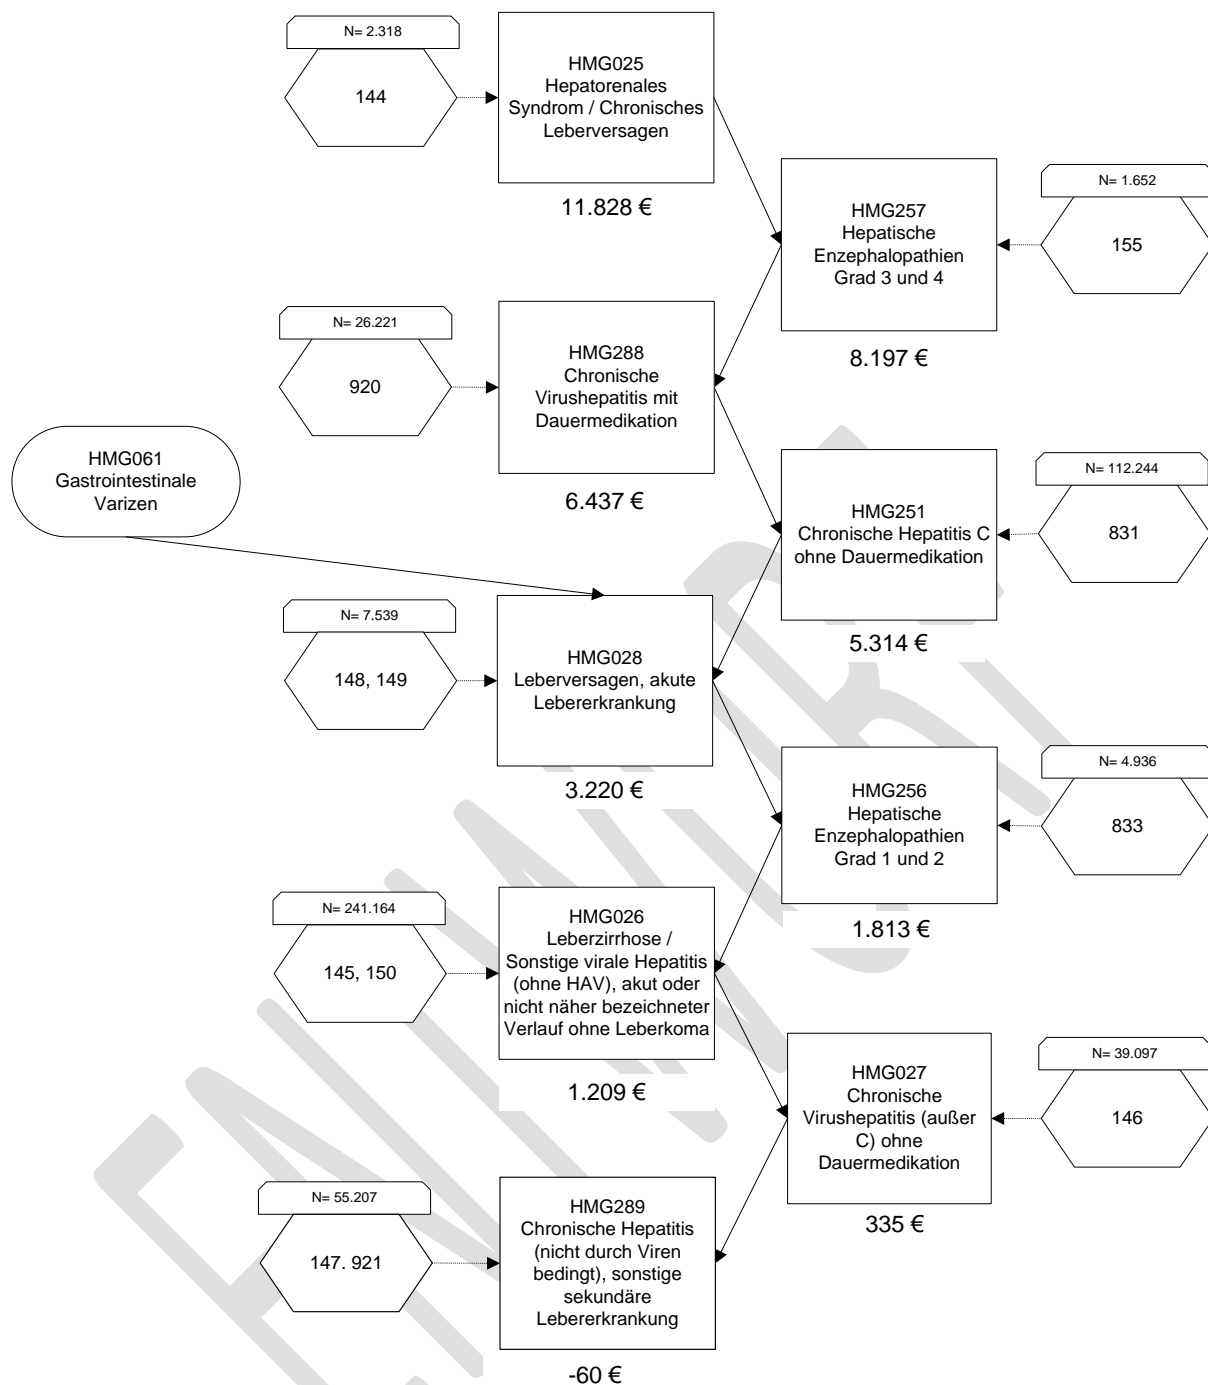 N= 2.318
144
HMG025
Hepatorenales
Syndrom / Chronisches
Leberversagen
11.828 €
N= 1.652
155
HMG257
Hepatische
Enzephalopathien
Grad 3 und 4
8.197 €
N= 26.221
920
HMG288
Chronische
Virushepatitis mit
Dauermedikation
6.437 €
HMG061
Gastrointestinale
Varizen
N= 112.244
831
HMG251
Chronische Hepatitis C
ohne Dauermedikation
5.314 €
N= 7.539
148, 149
HMG028
Leberversagen, akute
Lebererkrankung
3.220 €
N= 4.936
833
HMG256
Hepatische
Enzephalopathien
Grad 1 und 2
1.813 €
N= 241.164
145, 150
HMG026
Leberzirrhose /
Sonstige virale Hepatitis
(ohne HAV), akut oder
nicht näher bezeichneter
Verlauf ohne Leberkoma
1.209 €
N= 39.097
146
HMG027
Chronische
Virushepatitis (außer
C) ohne
Dauermedikation
335 €
N= 55.207
147. 921
HMG289
Chronische Hepatitis
(nicht durch Viren
bedingt), sonstige
sekundäre
Lebererkrankung
-60 €